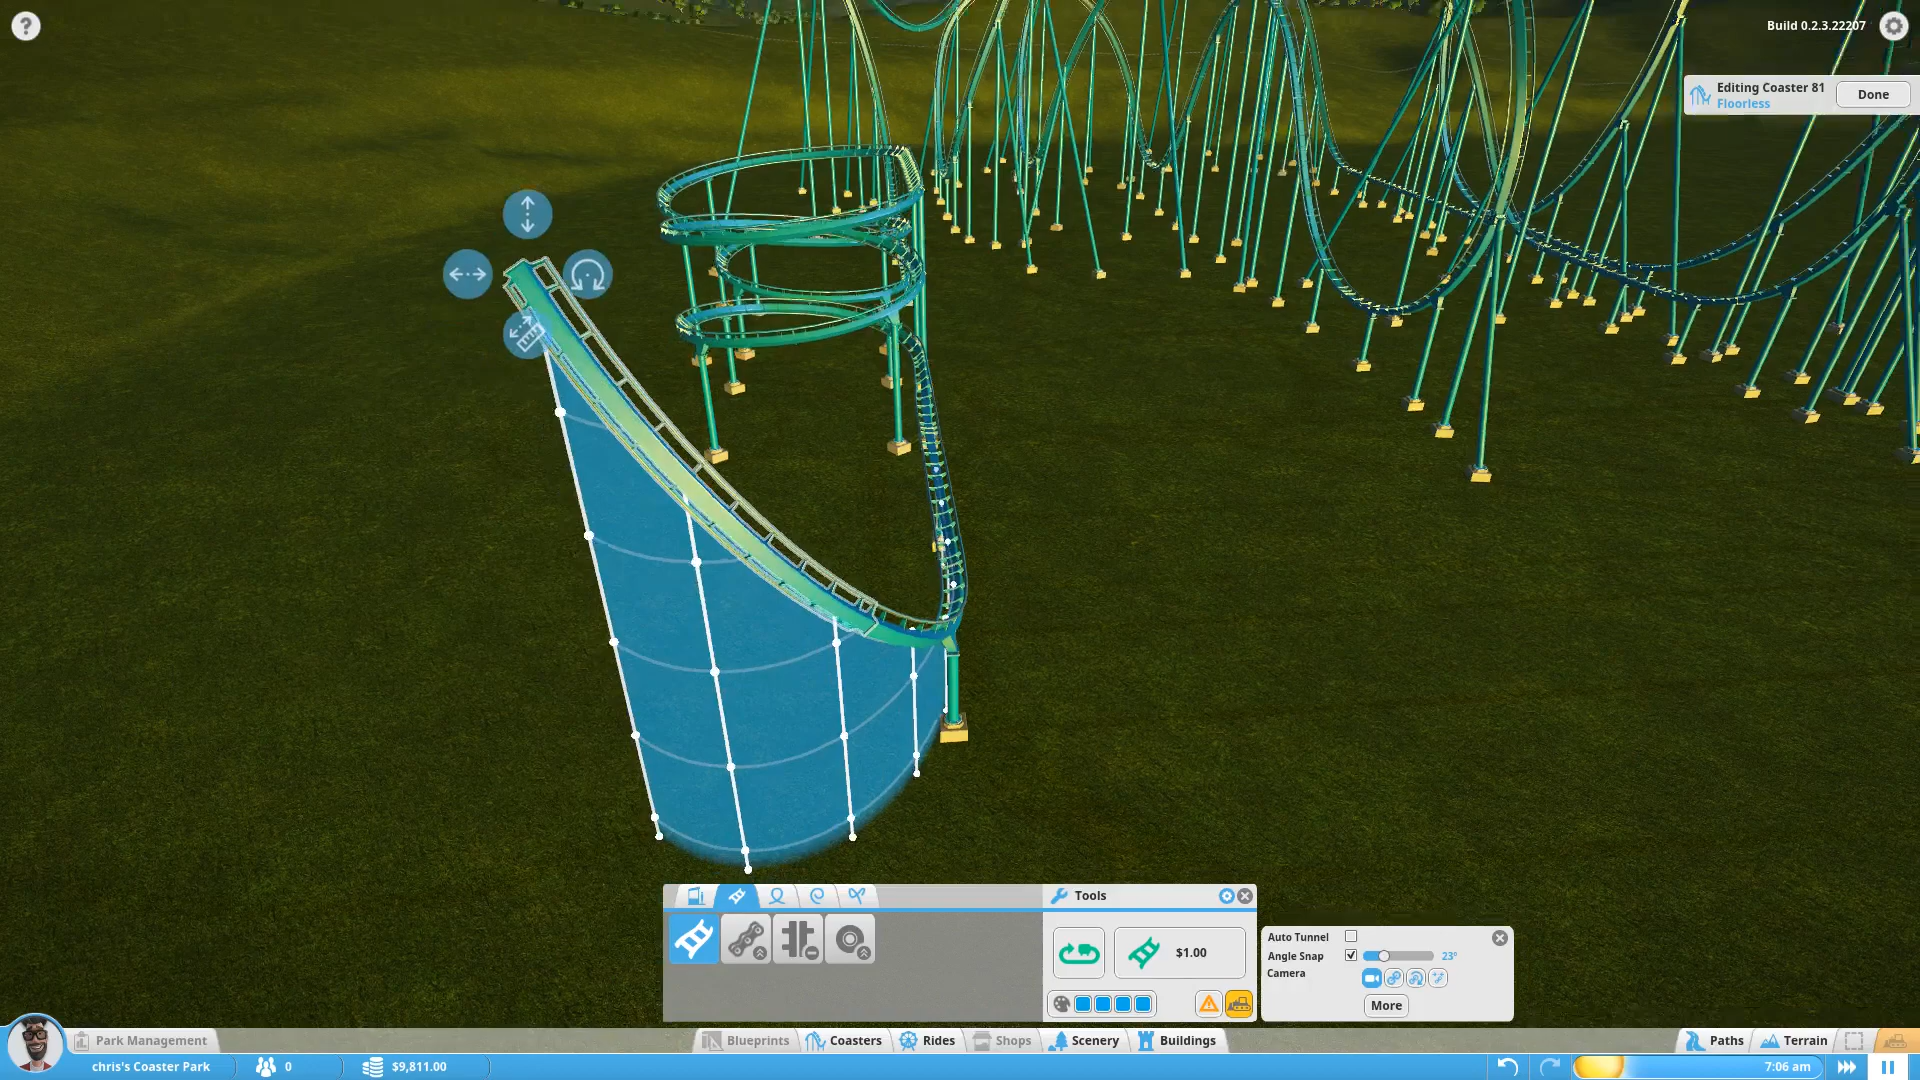 ?
Build 0.2.3.22207
Editing Coaster 81
Floorless
Done
Tools
$1.00
Auto Tunnel
Angle Snap
23°
Camera
More
Park Management
Blueprints
Coasters
Rides
Shops
Scenery
Buildings
Paths
Terrain
chris's Coaster Park
0
$9,811.00
7:06 am